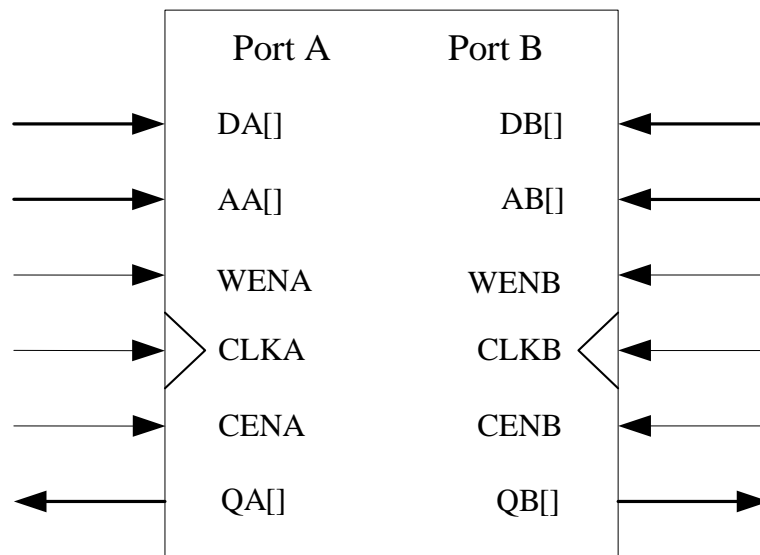 Port A Port B
DA[] DB[]
AA[] AB[]
WENA WENB
CLKA CLKB
CENA CENB
QA[] QB[]